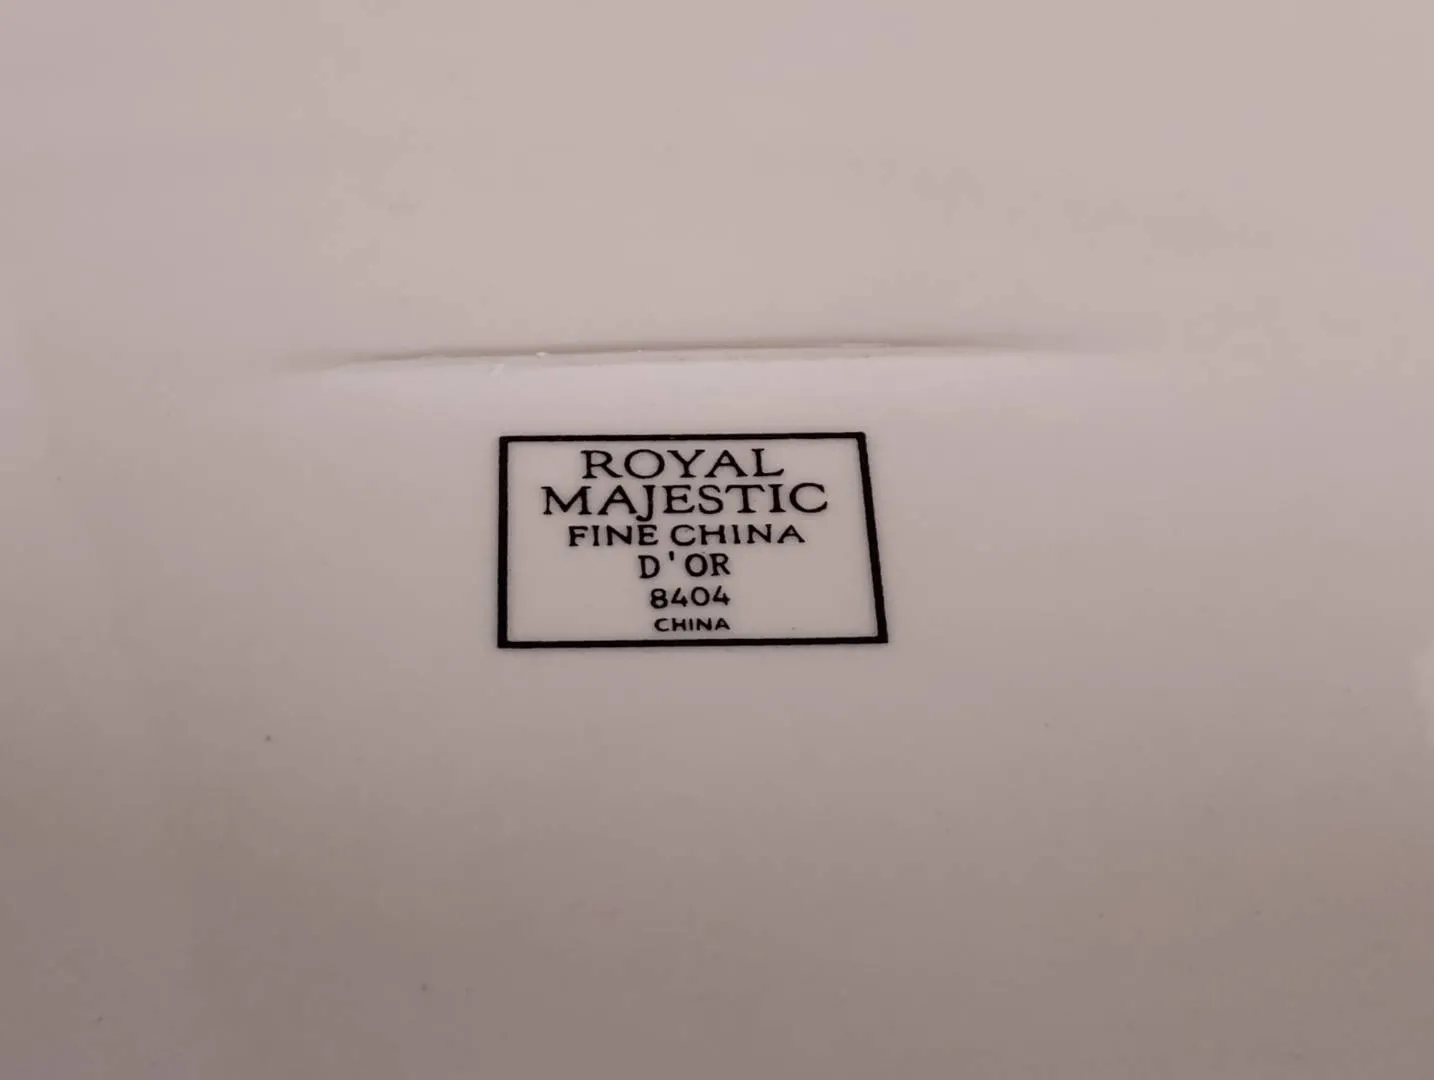 ROYAL
MAJESTIC
FINE CHINA
D'OR
8404
CHINA